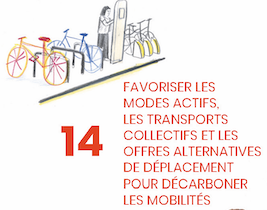 14
FAVORISER LES
MODES ACTIFS,
LES TRANSPORTS
COLLECTIFS ET LES
OFFRES ALTERNATIVES
DE DÉPLACEMENT
POUR DÉCARBONER
LES MOBILITÉS